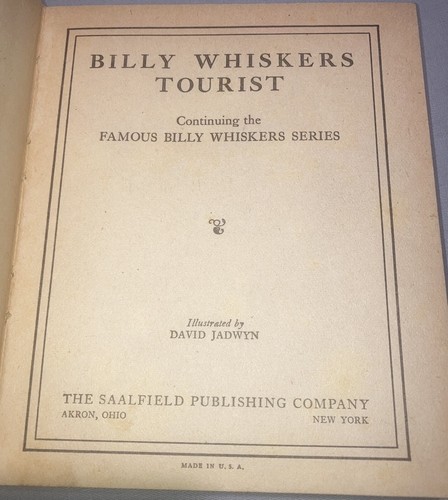 BILLY WHISKERS
TOURIST
Continuing the
FAMOUS BILLY WHISKERS SERIES
Illustrated by
DAVID JADWYN
THE SAALFIELD PUBLISHING COMPANY
AKRON, OHIO NEW YORK
MADE IN U. S. A.